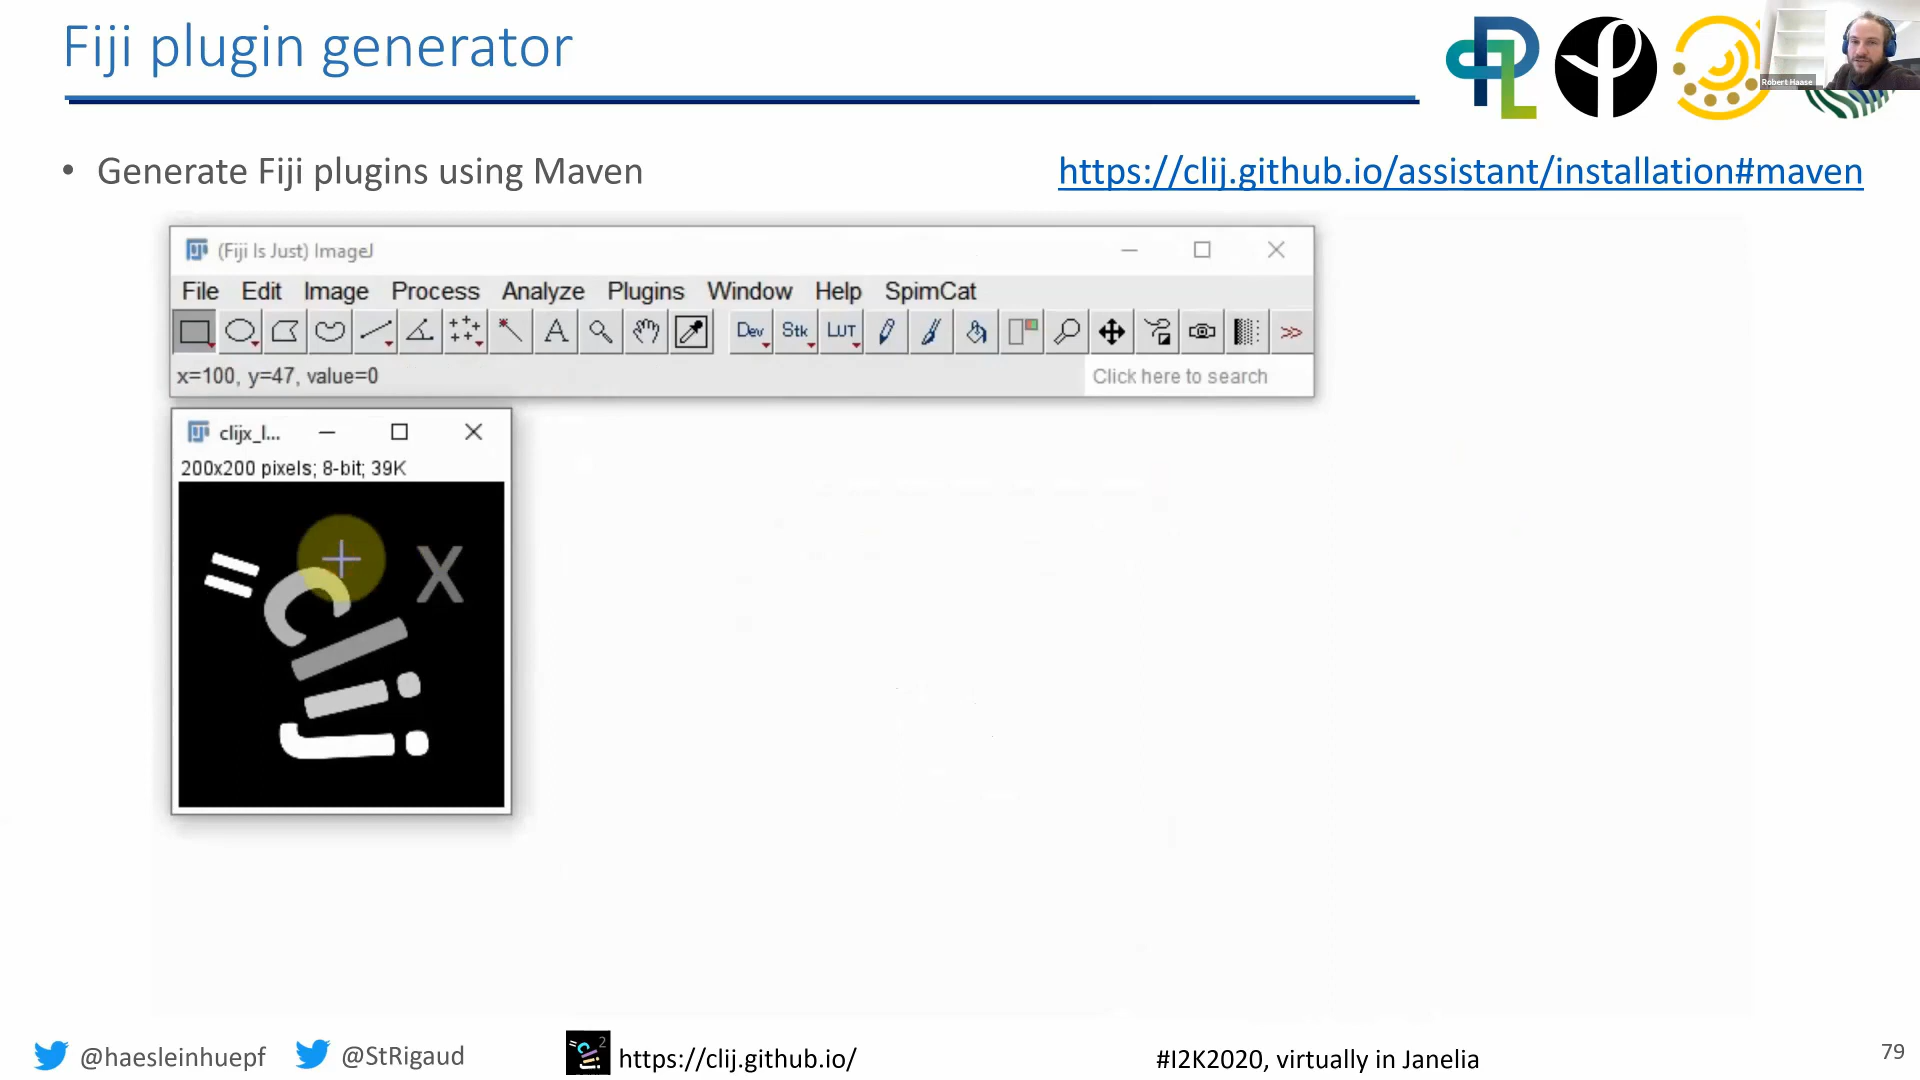 Fiji plugin generator
Robert Haase
• Generate Fiji plugins using Maven
https://clij.github.io/assistant/installation#maven
(Fiji Is Just) ImageJ
File Edit Image Process Analyze Plugins Window Help SpimCat
Dev Stk LUT >>
x=100, y=47, value=0
Click here to search
clijx_l...
200x200 pixels; 8-bit; 39K
clij
x
@haesleinhuepf
@StRigaud
https://clij.github.io/
#I2K2020, virtually in Janelia
79